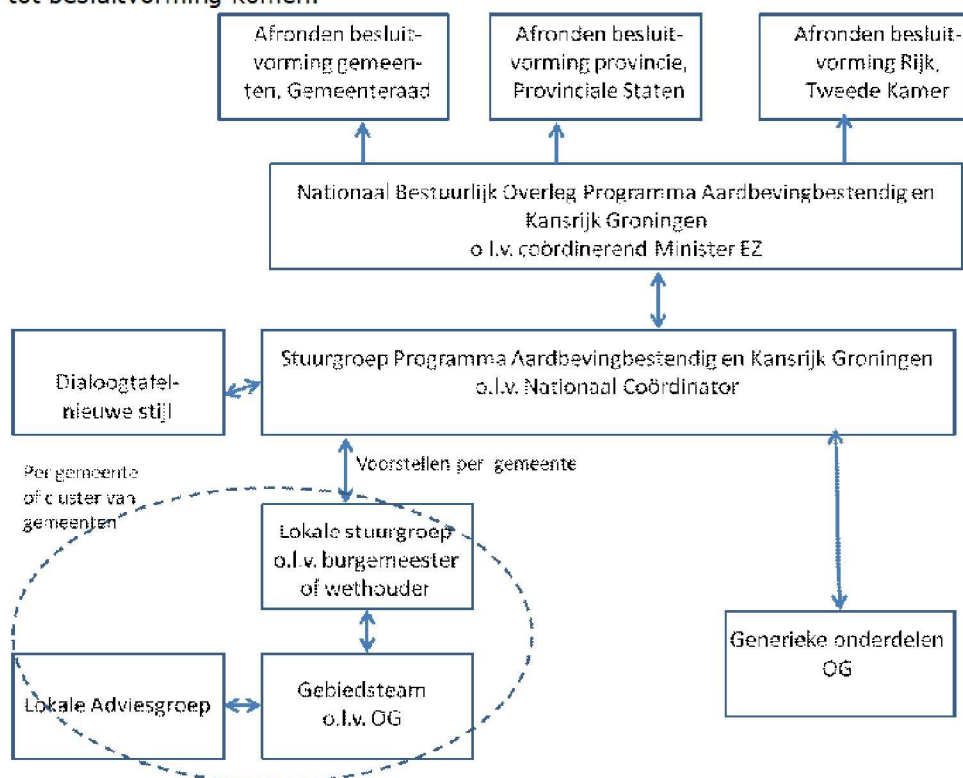 tot besluitvorming komen.
Afronden besluit-
vorming gemeen-
ten, Gemeenteraad
Afronden besluit-
vorming provincie,
Provinciale Staten
Afronden besluit-
vorming Rijk,
Tweede Kamer
Nationaal Bestuurlijk Overleg Programma Aardbevingbestendig en
Kansrijk Groningen
o.l.v. coördinerend Minister EZ
Stuurgroep Programma Aardbevingbestendig en Kansrijk Groningen
o.l.v. Nationaal Coördinator
Dialoogtafel-
nieuwe stijl
Voorstellen per gemeente
Per gemeente
of cluster van
gemeenten
Lokale stuurgroep
o.l.v. burgemeester
of wethouder
Generieke onderdelen
OG
Lokale Adviesgroep
Gebiedsteam
o.l.v. OG